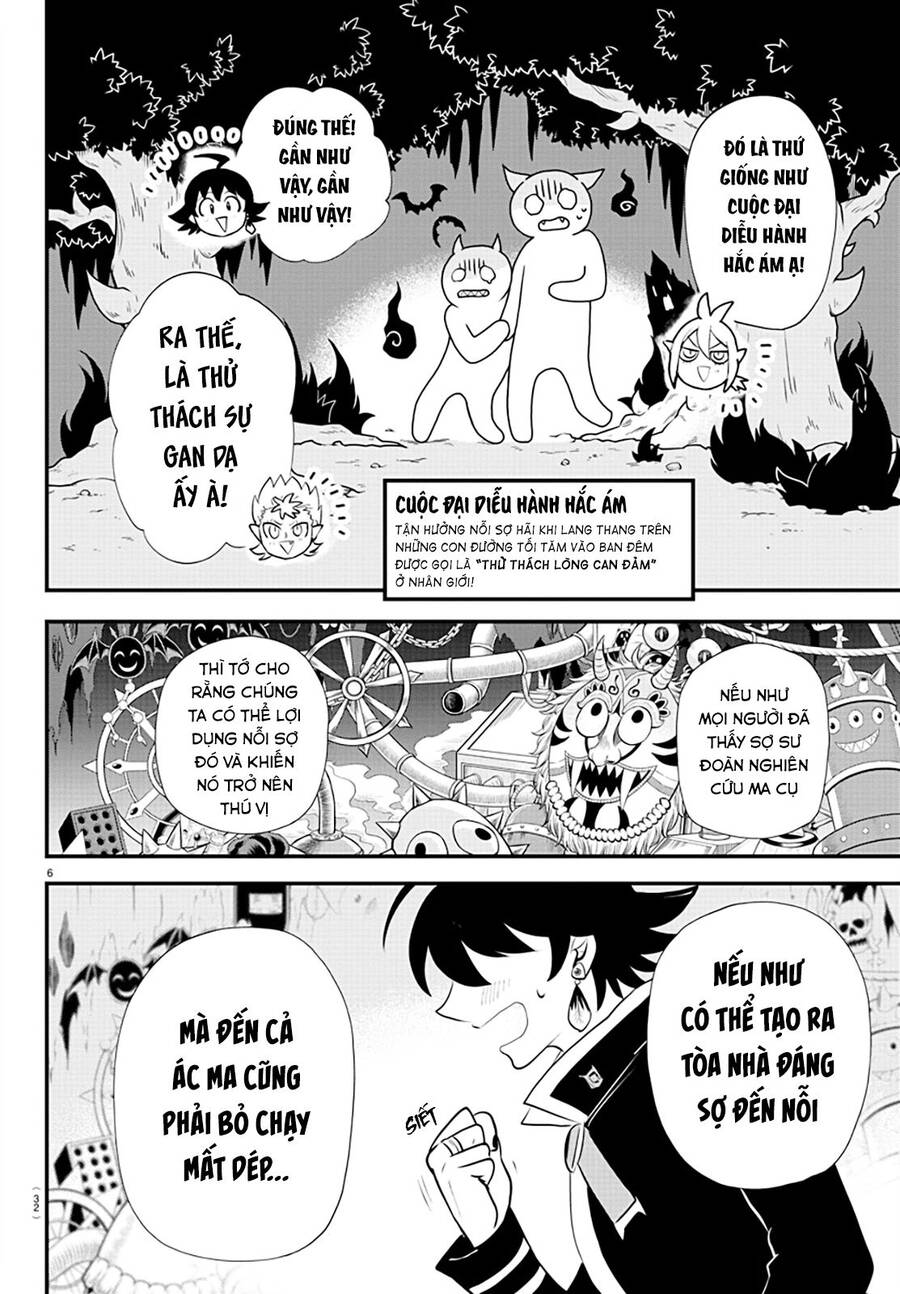 ĐÓ LÀ THỨ
GIỐNG NHƯ
CUỘC ĐẠI
DIỄU HÀNH
HẮC ÁM Ạ!
ĐÚNG THẾ!
GẦN NHƯ
VẬY, GẦN
NHƯ VẬY!
RA THẾ,
LÀ THỬ
THÁCH SỰ
GAN DẠ
ẤY À!
CUỘC ĐẠI DIỄU HÀNH HẮC ÁM
TẬN HƯỞNG NỖI SỢ HÃI KHI LANG THANG TRÊN
NHỮNG CON ĐƯỜNG TỐI TĂM VÀO BAN ĐÊM
ĐƯỢC GỌI LÀ “THỬ THÁCH LÒNG CAN ĐẢM”
Ở NHÂN GIỚI!
NẾU NHƯ
MỌI NGƯỜI ĐÃ
THẤY SỢ SƯ
ĐOÀN NGHIÊN
CỨU MA CỤ
THÌ TỚ CHO
RẰNG CHÚNG
TA CÓ THỂ LỢI
DỤNG NỖI SỢ
ĐÓ VÀ KHIẾN
NÓ TRỞ NÊN
THÚ VỊ
6
NẾU NHƯ
CÓ THỂ TẠO RA
TÒA NHÀ ĐÁNG
SỢ ĐẾN NỖI
MÀ ĐẾN CẢ
ÁC MA CŨNG
PHẢI BỎ CHẠY
MẤT DÉP...
SIẾT
(32)